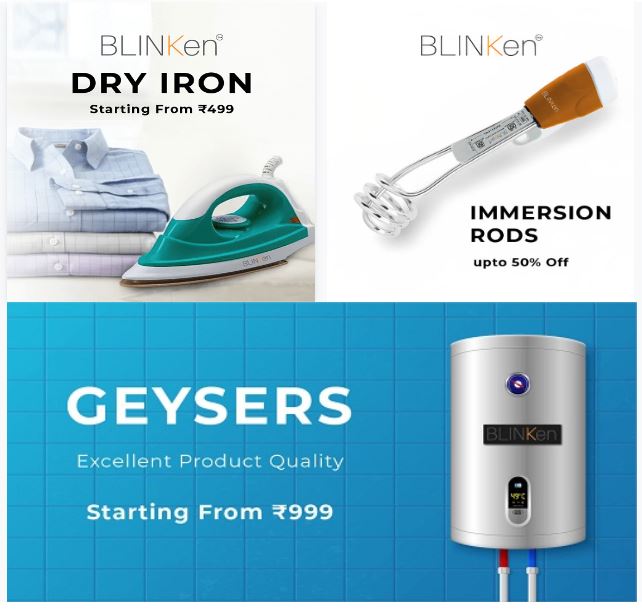 BLINKen
DRY IRON
Starting From ₹499
BLINKen
BLINKen
IMMERSION
RODS
upto 50% Off
GEYSERS
Excellent Product Quality
Starting From ₹999
BLINKen
49°C